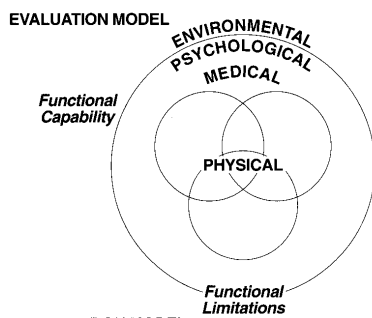 EVALUATION MODEL
ENVIRONMENTAL
PSYCHOLOGICAL
MEDICAL
Functional
Capability
PHYSICAL
Functional
Limitations